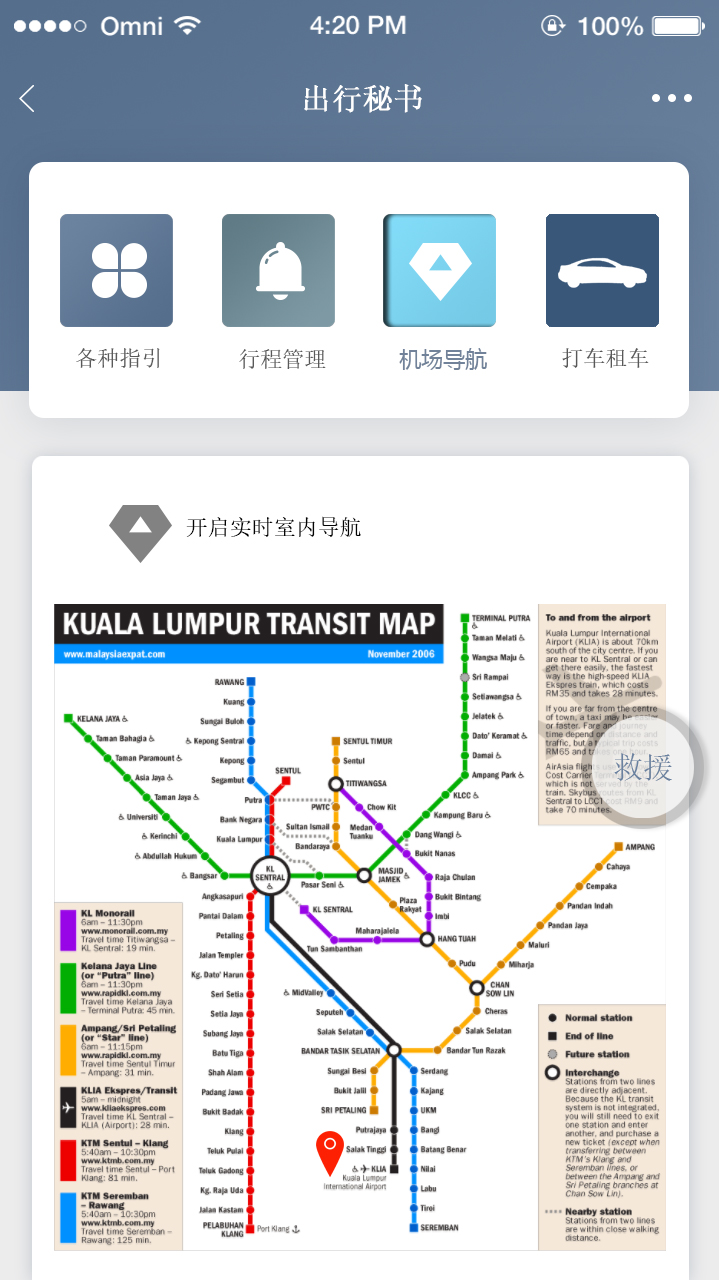 Omni
4:20 PM
100%
出行秘书
各种指引
行程管理
机场导航
打车租车
开启实时室内导航
KUALA LUMPUR TRANSIT MAP
www.malaysiaexpat.com
November 2006
To and from the airport
Kuala Lumpur International
Airport (KLIA) is about 70km
south of the city centre. If you
are near to KL Sentral or can
get there easily, the fastest
way is the high-speed KLIA
Ekspres train, which costs
RM35 and takes 28 minutes.
If you are far from the centre
of town, a taxi may be easier
or faster. Fare and journey
time depend on distance and
traffic, but a typical trip costs
RM65 and takes one hour.
AirAsia flights
Cost Carrier
which is not served by the
train. Skybus routes from KL
Sentral to LCCT cost RM9 and
take 70 minutes.
救援
TERMINAL PUTRA
Taman Melati
Wangsa Maju
Sri Rampai
Setiawangsa
Jelatek
Dato' Keramat
Damai
Ampang Park
KLCC
Kampung Baru
Dang Wangi
MASJID
JAMEK
Pasar Seni
KL
SENTRAL
KELANA JAYA
Taman Bahagia
Taman Paramount
Asia Jaya
Taman Jaya
Universiti
Kerinchi
Abdullah Hukum
Bangsar
RAWANG
Kuang
Sungai Buloh
Kepong Sentral
Kepong
Segambut
SENTUL
Putra
Bank Negara
Kuala Lumpur
SENTUL TIMUR
Sentul
TITIWANGSA
PWTC
Sultan Ismail
Bandaraya
Chow Kit
Medan
Tuanku
Bukit Nanas
Raja Chulan
Bukit Bintang
Imbi
HANG TUAH
Maharajalela
Tun Sambanthan
KL SENTRAL
Plaza
Rakyat
Pudu
CHAN
SOW LIN
AMPANG
Cahaya
Cempaka
Pandan Indah
Pandan Jaya
Maluri
Miharja
Cheras
Salak Selatan
Bandar Tun Razak
Angkasapuri
Pantai Dalam
Petaling
Jalan Templer
Kg. Dato' Harun
Seri Setia
Setia Jaya
Subang Jaya
Batu Tiga
Shah Alam
Padang Jawa
Bukit Badak
Klang
Teluk Pulai
Teluk Gadong
Kg. Raja Uda
Jalan Kastam
PELABUHAN
KLANG
Port Klang
MidValley
Seputeh
Salak Selatan
BANDAR TASIK SELATAN
Sungai Besi
Bukit Jalil
SRI PETALING
Putrajaya
Salak Tinggi
KLIA
Kuala Lumpur
International Airport
Serdang
Kajang
UKM
Bangi
Batang Benar
Nilai
Labu
Tiroi
SEREMBAN
KL Monorail
6am – 11:30pm
www.monorail.com.my
Travel time Titiwangsa –
KL Sentral: 19 min.
Kelana Jaya Line
(or "Putra" line)
6am – 11:30pm
www.rapidkl.com.my
Travel time Kelana Jaya
– Terminal Putra: 45 min.
Ampang/Sri Petaling
(or "Star" line)
6am – 11:15pm
www.rapidkl.com.my
Travel time Sentul Timur
– Ampang: 31 min.
KLIA Ekspres/Transit
5am – midnight
www.kliaekspres.com
Travel time KL Sentral –
KLIA (Airport): 28 min.
KTM Sentul – Klang
5:40am – 10:30pm
www.ktmb.com.my
Travel time Sentul – Port
Klang: 81 min.
KTM Seremban
– Rawang
5:40am – 10:30pm
www.ktmb.com.my
Travel time Seremban –
Rawang: 125 min.
Normal station
End of line
Future station
Interchange
Stations from two lines
are directly adjacent.
Because the KL transit
system is not integrated,
you will still need to exit
one station and enter
another, and purchase a
new ticket (except when
transferring between
KTM's Klang and
Seremban lines, or
between the Ampang and
Sri Petaling branches at
Chan Sow Lin).
Nearby station
Stations from two lines
are within close walking
distance.